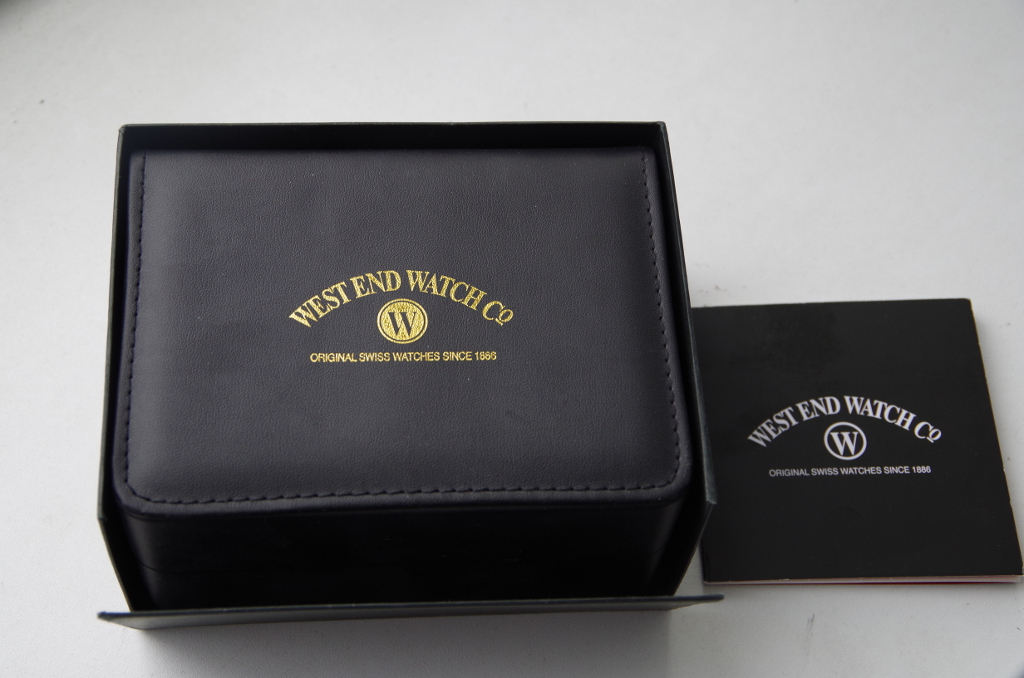 WEST END WATCH Co
W
ORIGINAL SWISS WATCHES SINCE 1886
WEST END WATCH Co
W
ORIGINAL SWISS WATCHES SINCE 1886